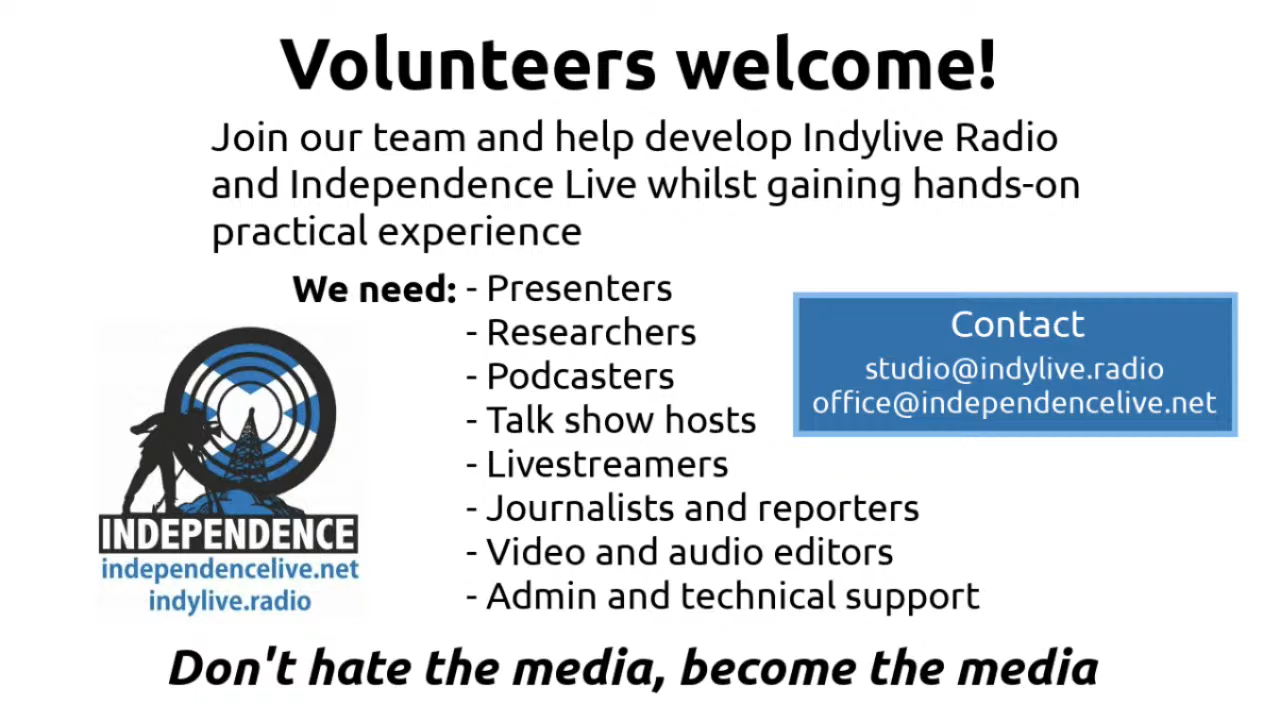 Volunteers welcome!
Join our team and help develop Indylive Radio
and Independence Live whilst gaining hands-on
practical experience
We need: - Presenters
- Researchers
- Podcasters
- Talk show hosts
- Livestreamers
- Journalists and reporters
- Video and audio editors
- Admin and technical support
Contact
studio@indylive.radio
office@independencelive.net
INDEPENDENCE
independencelive.net
indylive.radio
Don't hate the media, become the media